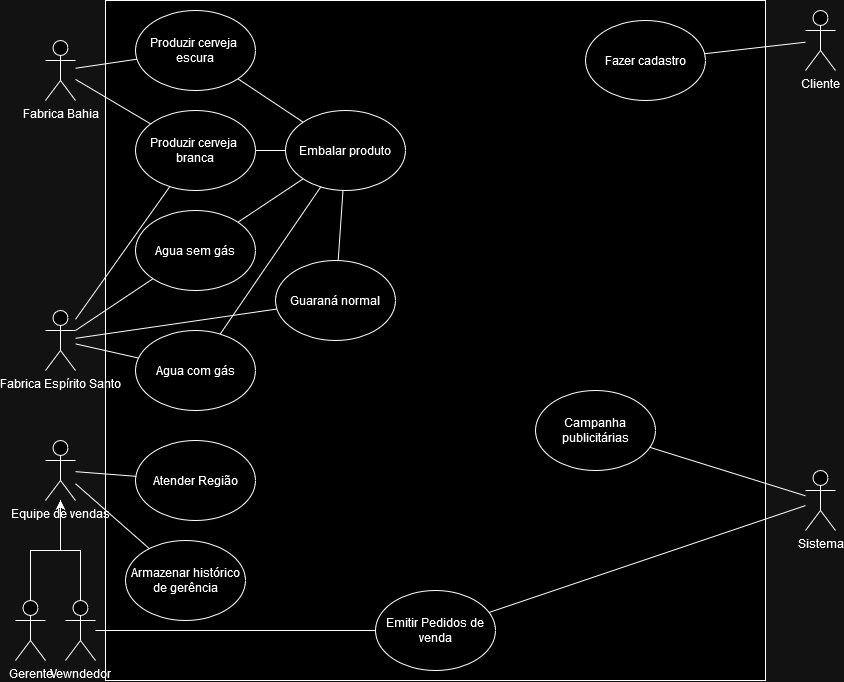 Produzir cerveja
escura
Fazer cadastro
Cliente
Fabrica Bahia
Produzir cerveja
branca
Embalar produto
Agua sem gás
Guaraná normal
Fabrica Espírito Santo
Agua com gás
Campanha
publicitárias
Atender Região
Equipe de vendas
Sistema
Armazenar histórico
de gerência
Emitir Pedidos de
venda
Gerente
Vewndedor